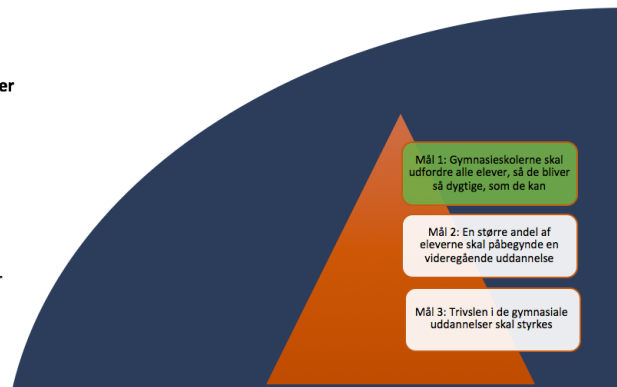 er
Mål 1: Gymnasieskolerne skal
udfordre alle elever, så de bliver
så dygtige, som de kan
Mål 2: En større andel af
eleverne skal påbegynde en
videregående uddannelse
r
Mål 3: Trivslen i de gymnasiale
uddannelser skal styrkes